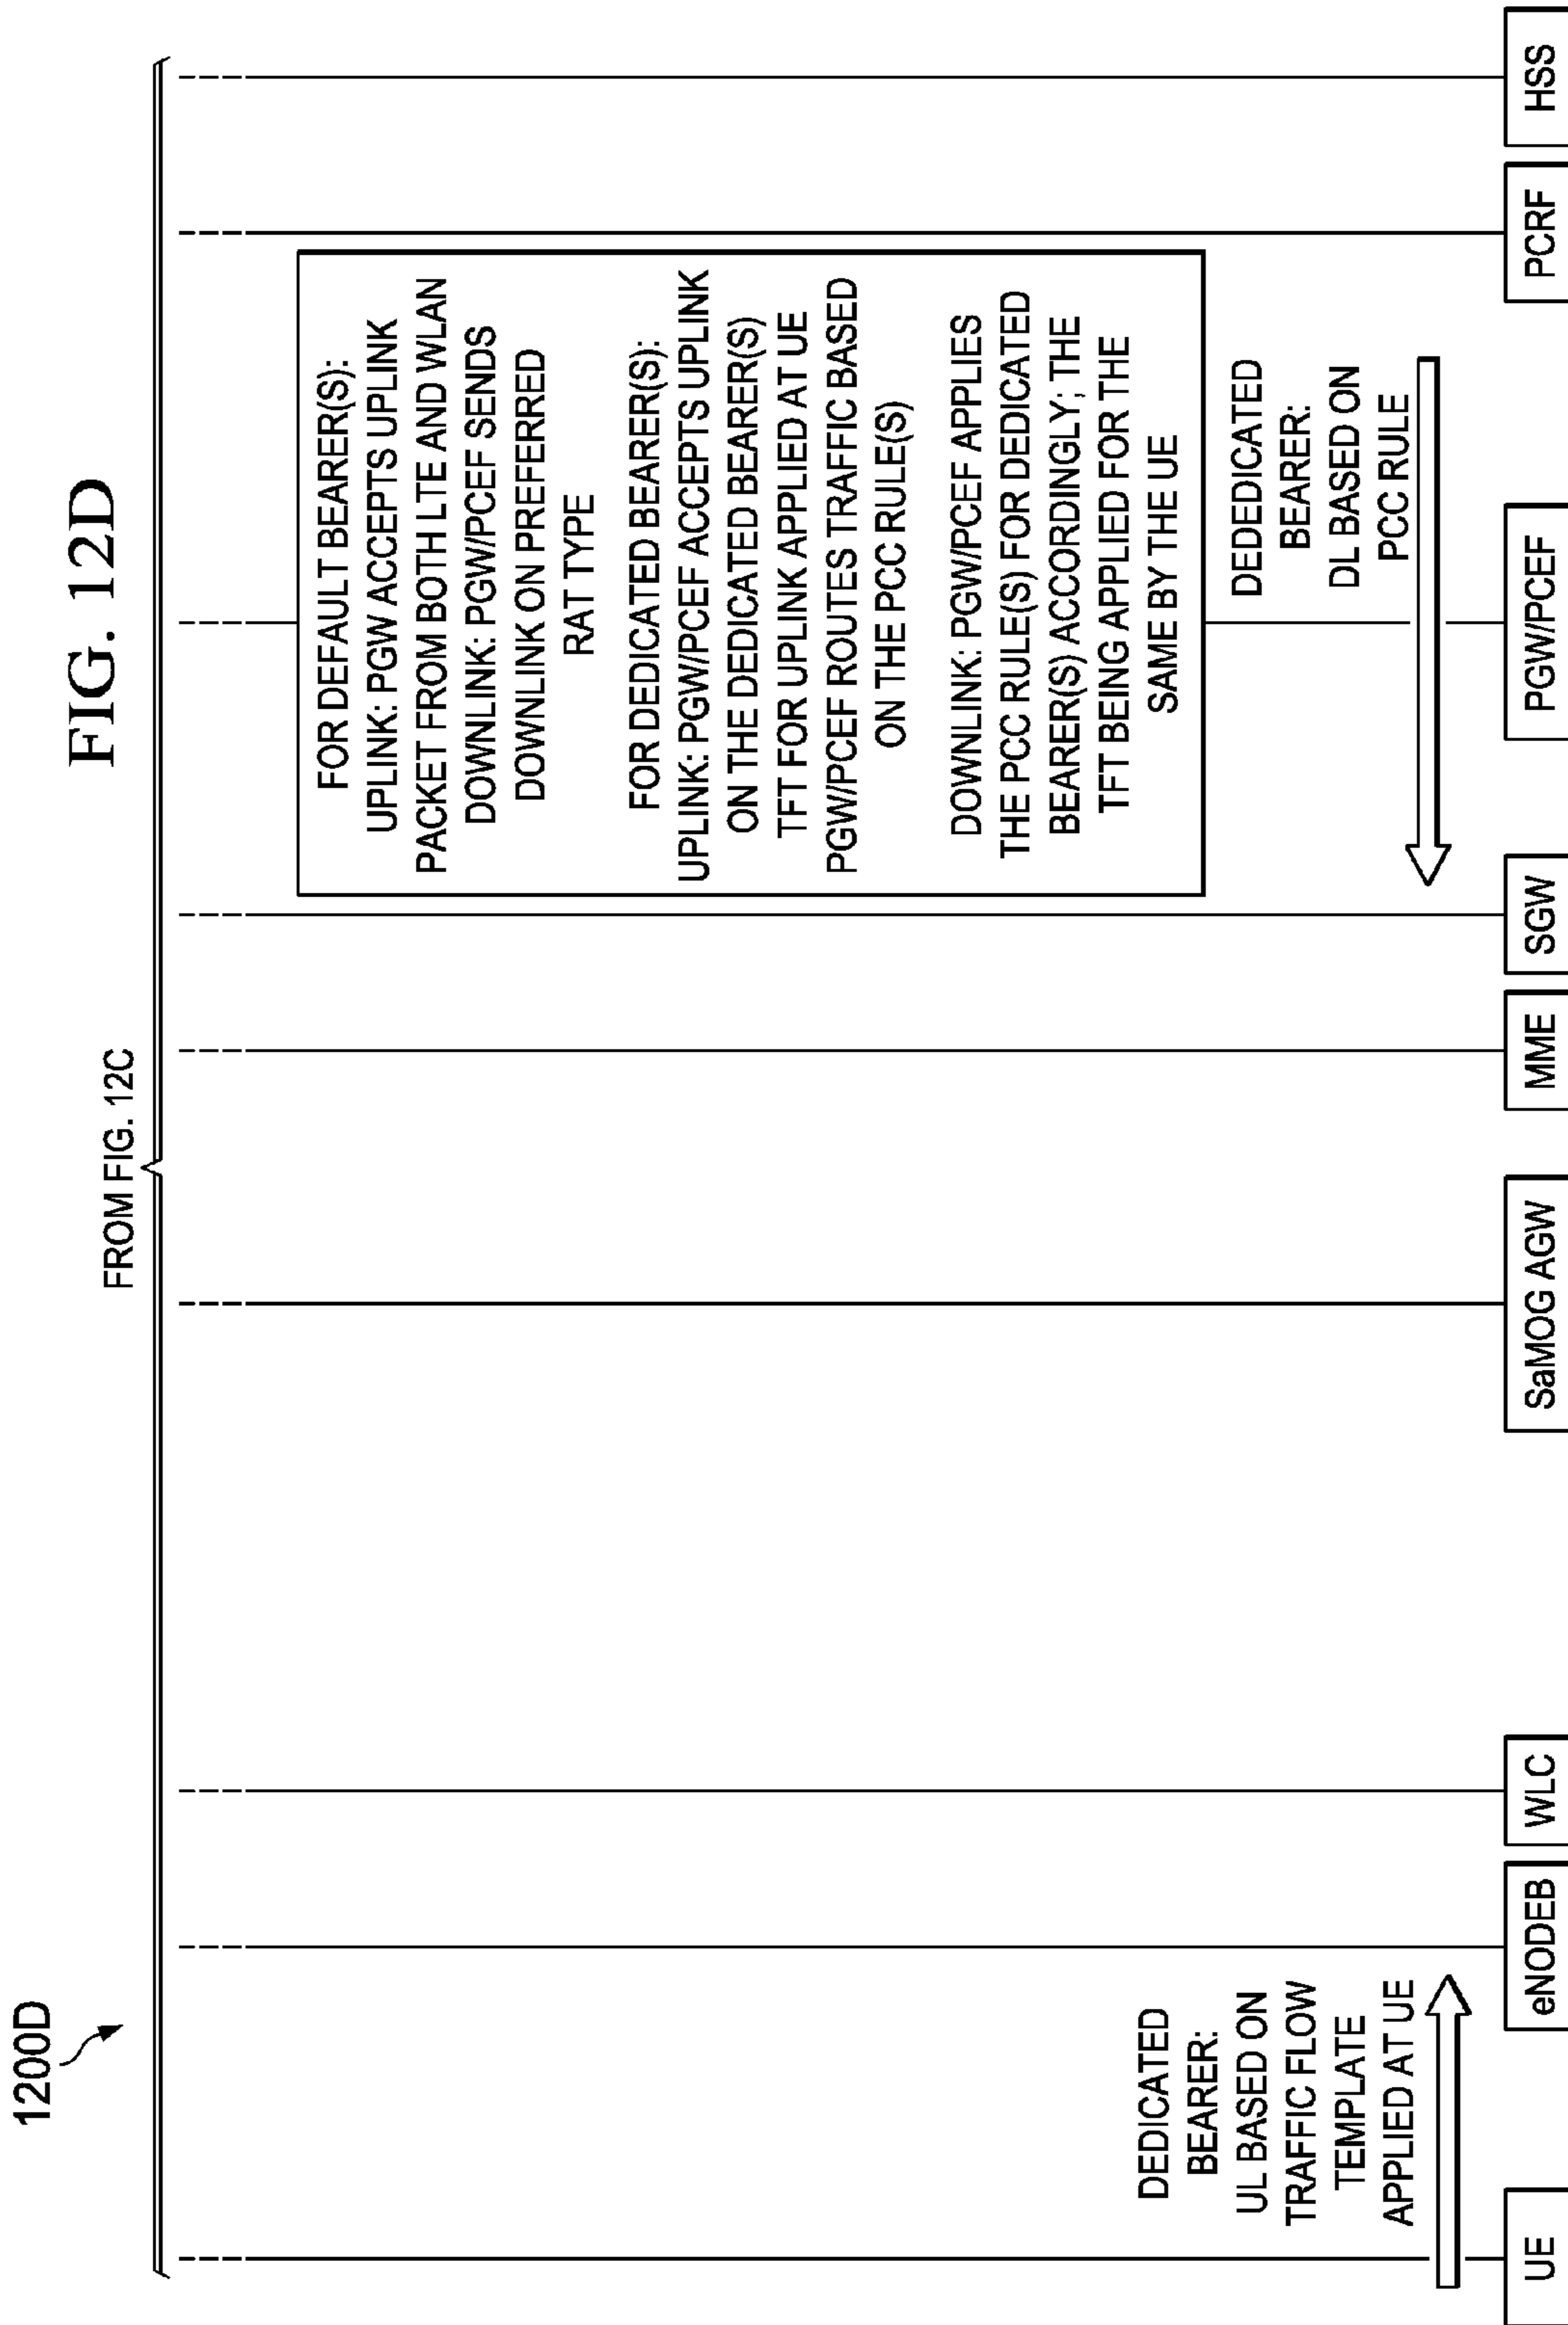 1200D
FIG. 12D
FROM FIG. 12C
FOR DEFAULT BEARER(S):
UPLINK: PGW ACCEPTS UPLINK
PACKET FROM BOTH LTE AND WLAN
DOWNLINK: PGW/PCEF SENDS
DOWNLINK ON PREFERRED
RAT TYPE
FOR DEDICATED BEARER(S):
UPLINK: PGW/PCEF ACCEPTS UPLINK
ON THE DEDICATED BEARER(S)
TFT FOR UPLINK APPLIED AT UE
PGW/PCEF ROUTES TRAFFIC BASED
ON THE PCC RULE(S)
DOWNLINK: PGW/PCEF APPLIES
THE PCC RULE(S) FOR DEDICATED
BEARER(S) ACCORDINGLY; THE
TFT BEING APPLIED FOR THE
SAME BY THE UE
DEDICATED
BEARER:
UL BASED ON
TRAFFIC FLOW
TEMPLATE
APPLIED AT UE
DEDEDICATED
BEARER:
DL BASED ON
PCC RULE
UE
eNODEB
WLC
SaMOG AGW
MME
SGW
PGW/PCEF
PCRF
HSS